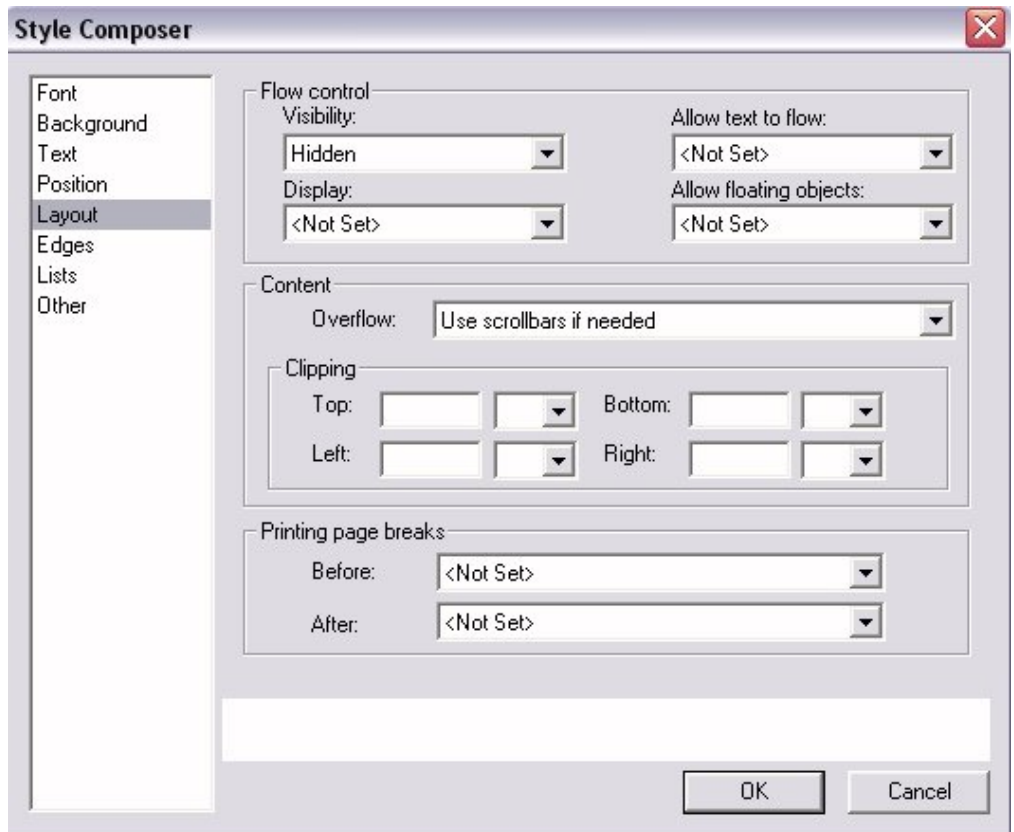 Style Composer
Font
Background
Text
Position
Layout
Edges
Lists
Other
Flow control
Visibility:
Allow text to flow:
Hidden
<Not Set>
Display:
Allow floating objects:
<Not Set>
<Not Set>
Content
Overflow:
Use scrollbars if needed
Clipping
Top:
Bottom:
Left:
Right:
Printing page breaks
Before:
<Not Set>
After:
<Not Set>
OK
Cancel